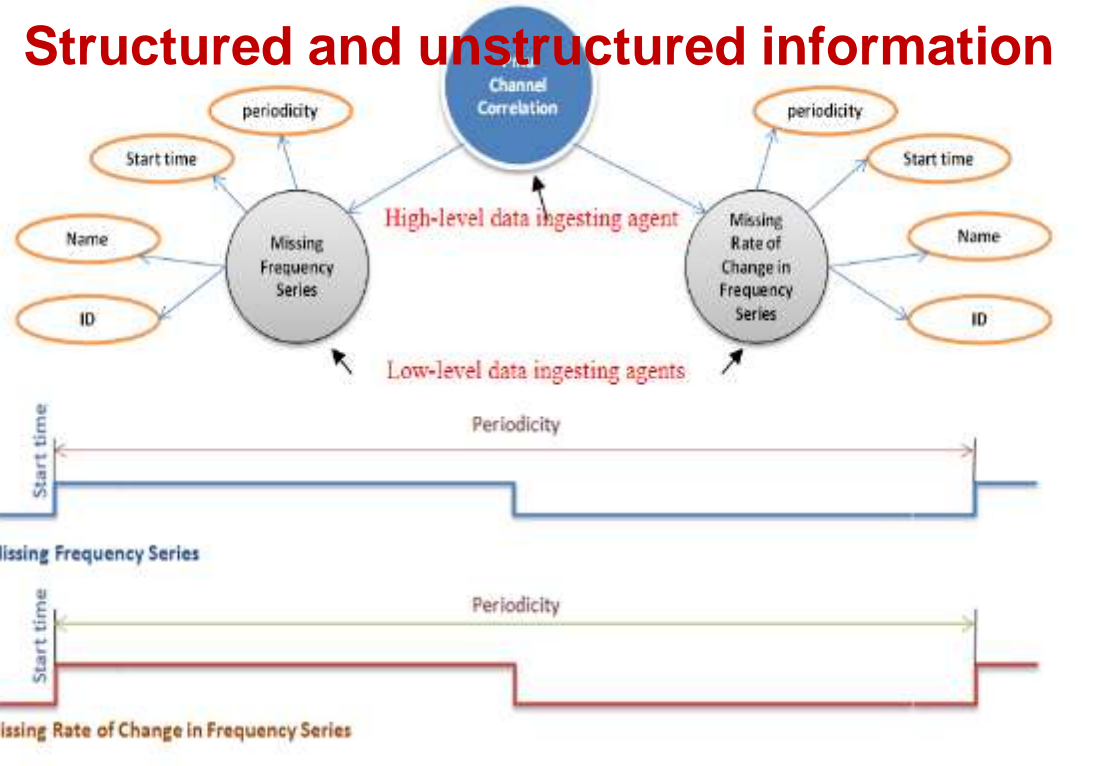 Structured and unstructured information
Channel
Correlation
periodicity
periodicity
Start time
Start time
High-level data ingesting agent
Name
Missing
Frequency
Series
Missing
Rate of
Change in
Frequency
Series
Name
ID
ID
Low-level data ingesting agents
Periodicity
Start time
issing Frequency Series
Periodicity
Start time
issing Rate of Change in Frequency Series